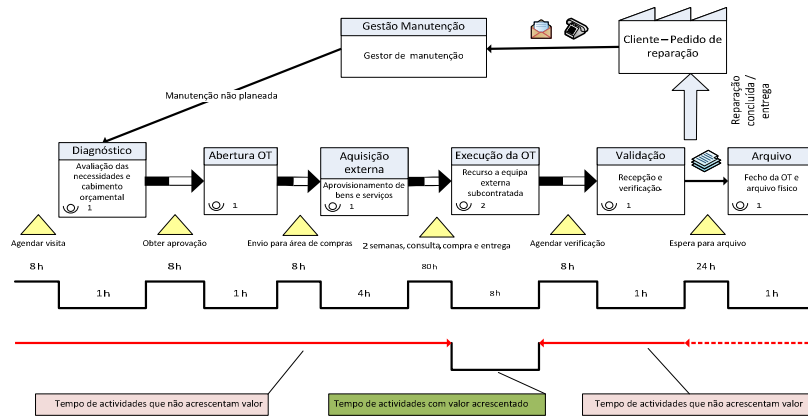 Gestão Manutenção
Gestor de manutenção
Cliente – Pedido de
reparação
Manutenção não planeada
Reparação
concluída /
entrega
Diagnóstico
Avaliação das
necessidades e
cabimento
orçamental
1
Abertura OT
1
Aquisição
externa
Aprovisionamento de
bens e serviços
1
Execução da OT
Recurso a equipa
externa
subcontratada
2
Validação
Recepção e
verificação.
1
Arquivo
Fecho da OT e
arquivo físico
1
Agendar visita
Obter aprovação
Envio para área de compras
2 semanas, consulta, compra e entrega
Agendar verificação
Espera para arquivo
8 h
8 h
8 h
80h
8 h
24 h
1 h
1 h
4 h
8h
1 h
1 h
Tempo de actividades que não acrescentam valor
Tempo de actividades com valor acrescentado
Tempo de actividades que não acrescentam valor